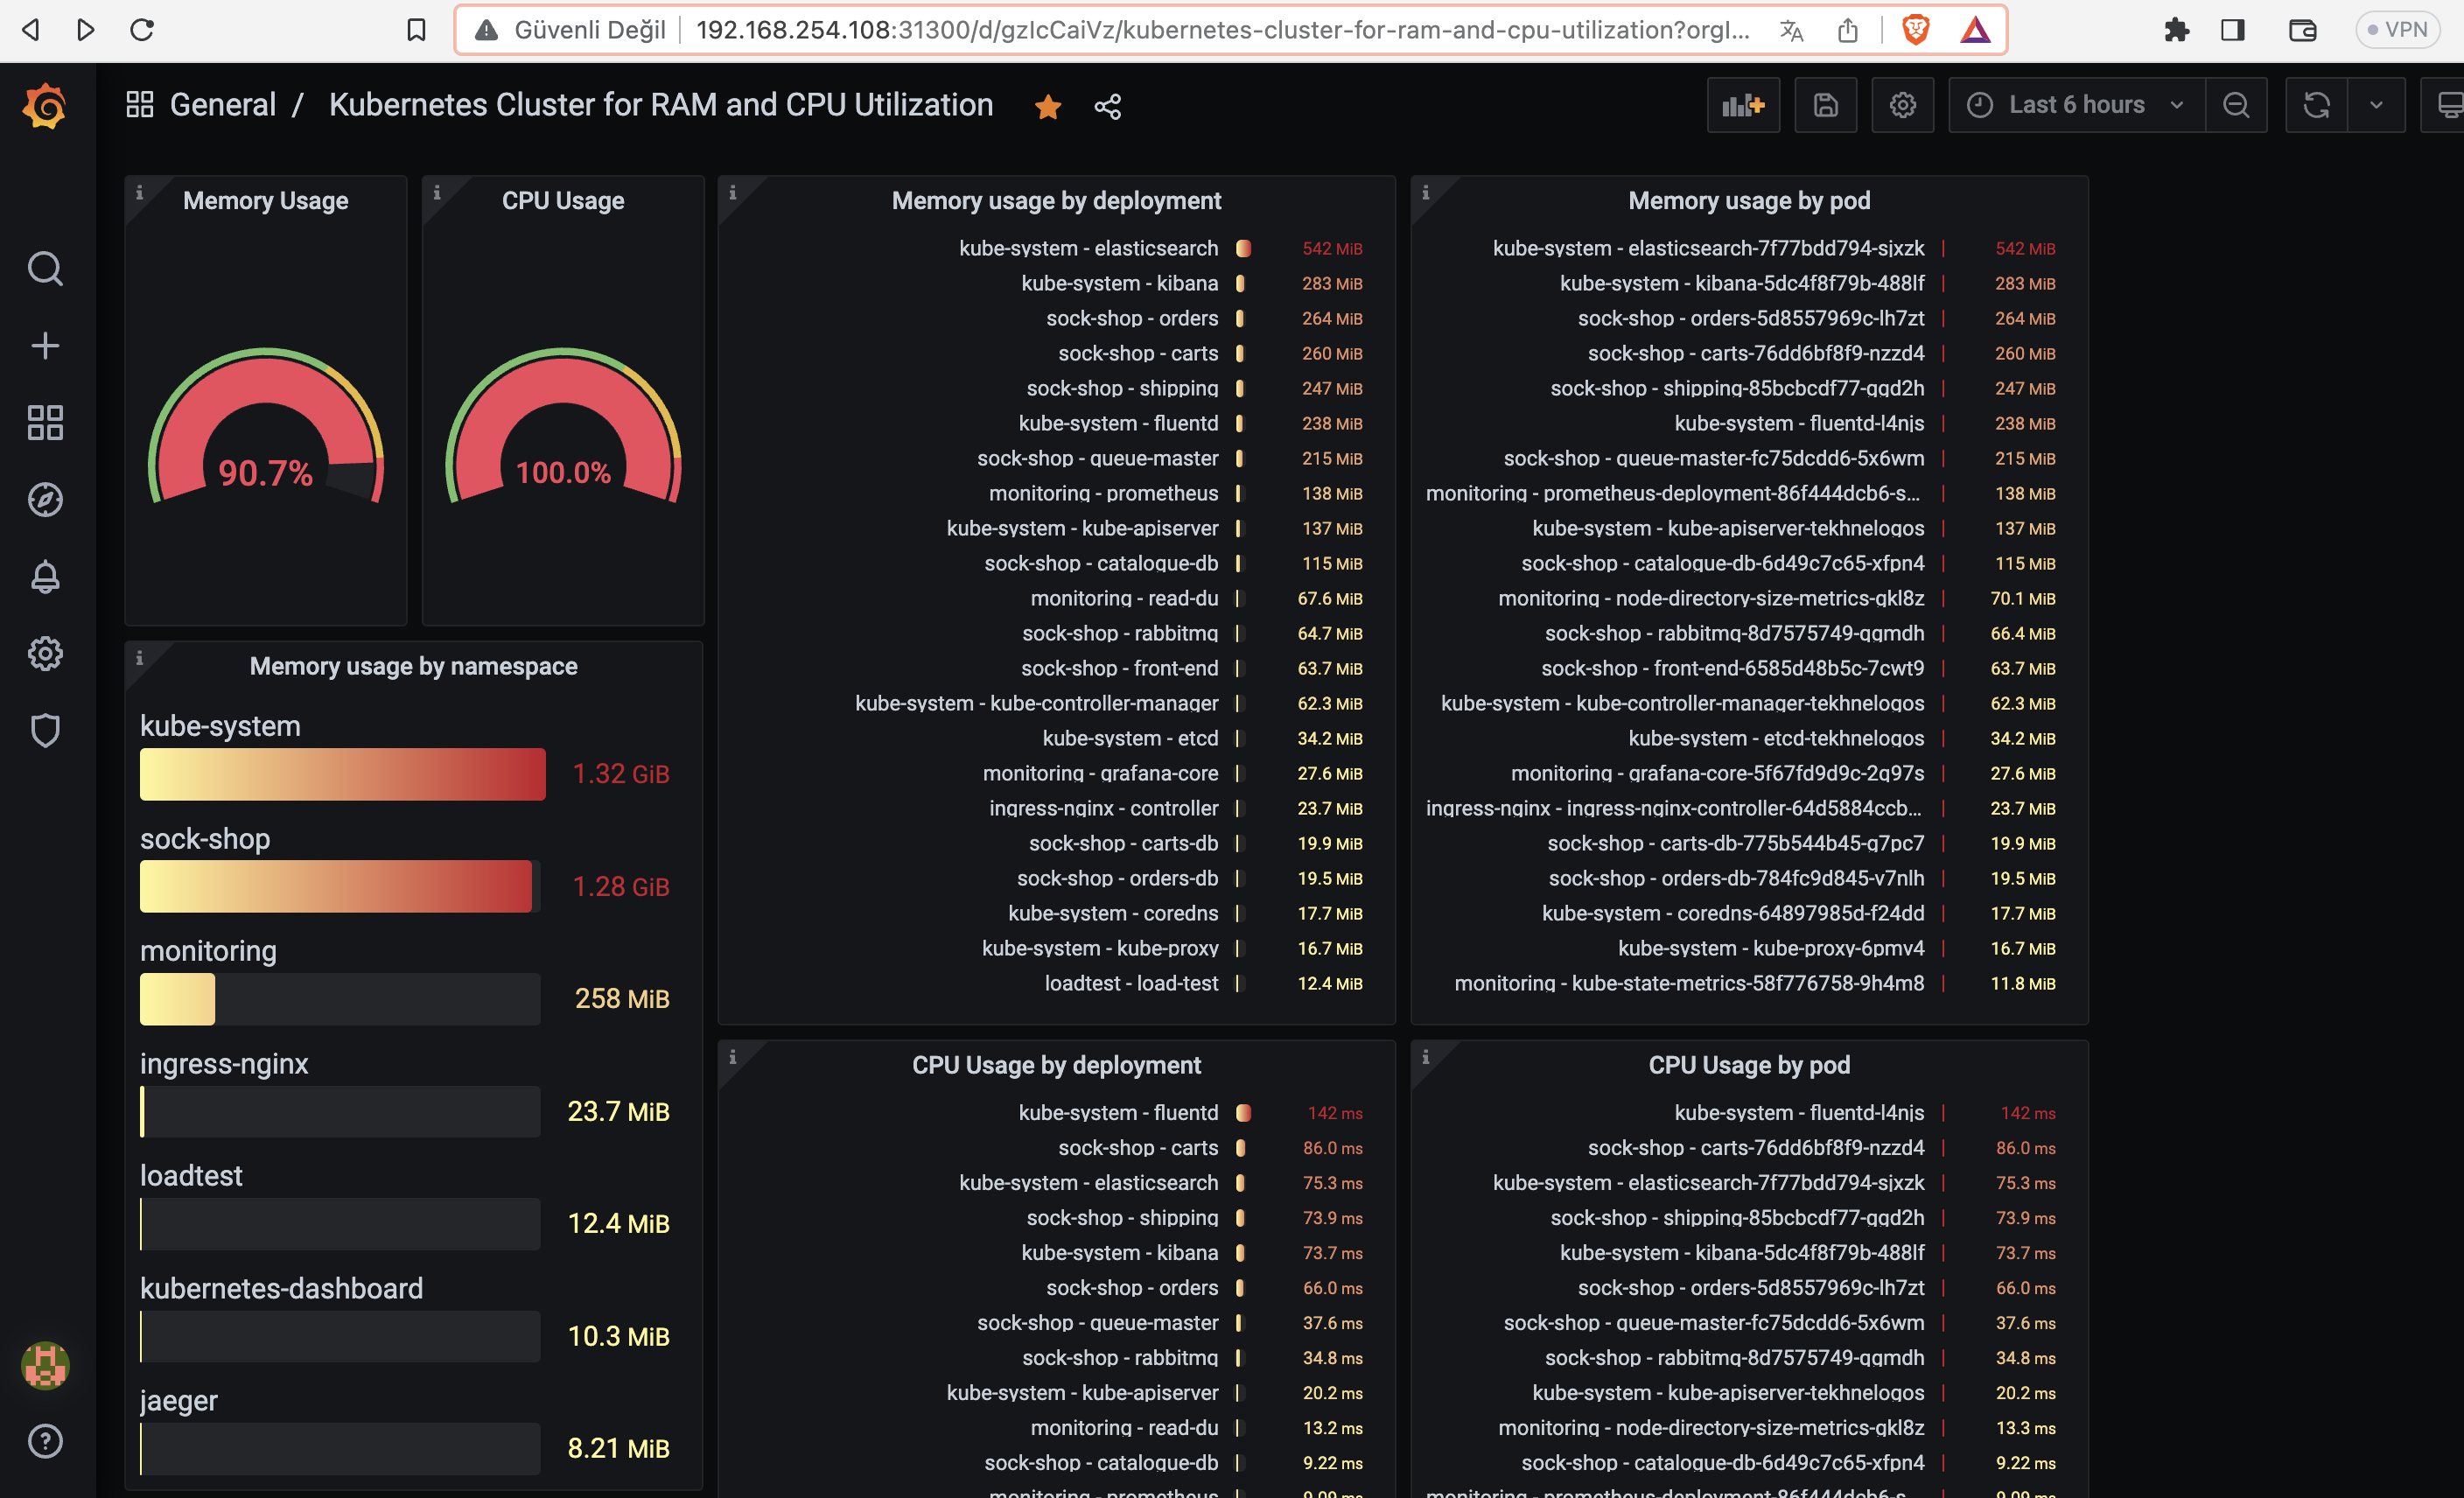 Güvenli Değil 192.168.254.108:31300/d/gzIcCaiVz/kubernetes-cluster-for-ram-and-cpu-utilization?orgI...
VPN
General / Kubernetes Cluster for RAM and CPU Utilization
Last 6 hours
Memory Usage
90.7%
CPU Usage
100.0%
Memory usage by namespace
kube-system
1.32 GiB
sock-shop
1.28 GiB
monitoring
258 MiB
ingress-nginx
23.7 MiB
loadtest
12.4 MiB
kubernetes-dashboard
10.3 MiB
jaeger
8.21 MiB
Memory usage by deployment
kube-system - elasticsearch 542 MiB
kube-system - kibana 283 MiB
sock-shop - orders 264 MiB
sock-shop - carts 260 MiB
sock-shop - shipping 247 MiB
kube-system - fluentd 238 MiB
sock-shop - queue-master 215 MiB
monitoring - prometheus 138 MiB
kube-system - kube-apiserver 137 MiB
sock-shop - catalogue-db 115 MiB
monitoring - read-du 67.6 MiB
sock-shop - rabbitmq 64.7 MiB
sock-shop - front-end 63.7 MiB
kube-system - kube-controller-manager 62.3 MiB
kube-system - etcd 34.2 MiB
monitoring - grafana-core 27.6 MiB
ingress-nginx - controller 23.7 MiB
sock-shop - carts-db 19.9 MiB
sock-shop - orders-db 19.5 MiB
kube-system - coredns 17.7 MiB
kube-system - kube-proxy 16.7 MiB
loadtest - load-test 12.4 MiB
Memory usage by pod
kube-system - elasticsearch-7f77bdd794-sjxzk 542 MiB
kube-system - kibana-5dc4f8f79b-488lf 283 MiB
sock-shop - orders-5d8557969c-lh7zt 264 MiB
sock-shop - carts-76dd6bf8f9-nzzd4 260 MiB
sock-shop - shipping-85bcbcdf77-gqd2h 247 MiB
kube-system - fluentd-l4njs 238 MiB
sock-shop - queue-master-fc75dcdd6-5x6wm 215 MiB
monitoring - prometheus-deployment-86f444dcb6-s... 138 MiB
kube-system - kube-apiserver-tekhnelogos 137 MiB
sock-shop - catalogue-db-6d49c7c65-xfpn4 115 MiB
monitoring - node-directory-size-metrics-gkl8z 70.1 MiB
sock-shop - rabbitmq-8d7575749-qgmdh 66.4 MiB
sock-shop - front-end-6585d48b5c-7cwt9 63.7 MiB
kube-system - kube-controller-manager-tekhnelogos 62.3 MiB
kube-system - etcd-tekhnelogos 34.2 MiB
monitoring - grafana-core-5f67fd9d9c-2q97s 27.6 MiB
ingress-nginx - ingress-nginx-controller-64d5884ccb... 23.7 MiB
sock-shop - carts-db-775b544b45-g7pc7 19.9 MiB
sock-shop - orders-db-784fc9d845-v7nlh 19.5 MiB
kube-system - coredns-64897985d-f24dd 17.7 MiB
kube-system - kube-proxy-6pmv4 16.7 MiB
monitoring - kube-state-metrics-58f776758-9h4m8 11.8 MiB
CPU Usage by deployment
kube-system - fluentd 142 ms
sock-shop - carts 86.0 ms
kube-system - elasticsearch 75.3 ms
sock-shop - shipping 73.9 ms
kube-system - kibana 73.7 ms
sock-shop - orders 66.0 ms
sock-shop - queue-master 37.6 ms
sock-shop - rabbitmq 34.8 ms
kube-system - kube-apiserver 20.2 ms
monitoring - read-du 13.2 ms
sock-shop - catalogue-db 9.22 ms
monitoring - prometheus 9.09 ms
CPU Usage by pod
kube-system - fluentd-l4njs 142 ms
sock-shop - carts-76dd6bf8f9-nzzd4 86.0 ms
kube-system - elasticsearch-7f77bdd794-sjxzk 75.3 ms
sock-shop - shipping-85bcbcdf77-gqd2h 73.9 ms
kube-system - kibana-5dc4f8f79b-488lf 73.7 ms
sock-shop - orders-5d8557969c-lh7zt 66.0 ms
sock-shop - queue-master-fc75dcdd6-5x6wm 37.6 ms
sock-shop - rabbitmq-8d7575749-qgmdh 34.8 ms
kube-system - kube-apiserver-tekhnelogos 20.2 ms
monitoring - node-directory-size-metrics-gkl8z 13.3 ms
sock-shop - catalogue-db-6d49c7c65-xfpn4 9.22 ms
monitoring - prometheus-deployment-86f444dcb6-s... 9.09 ms